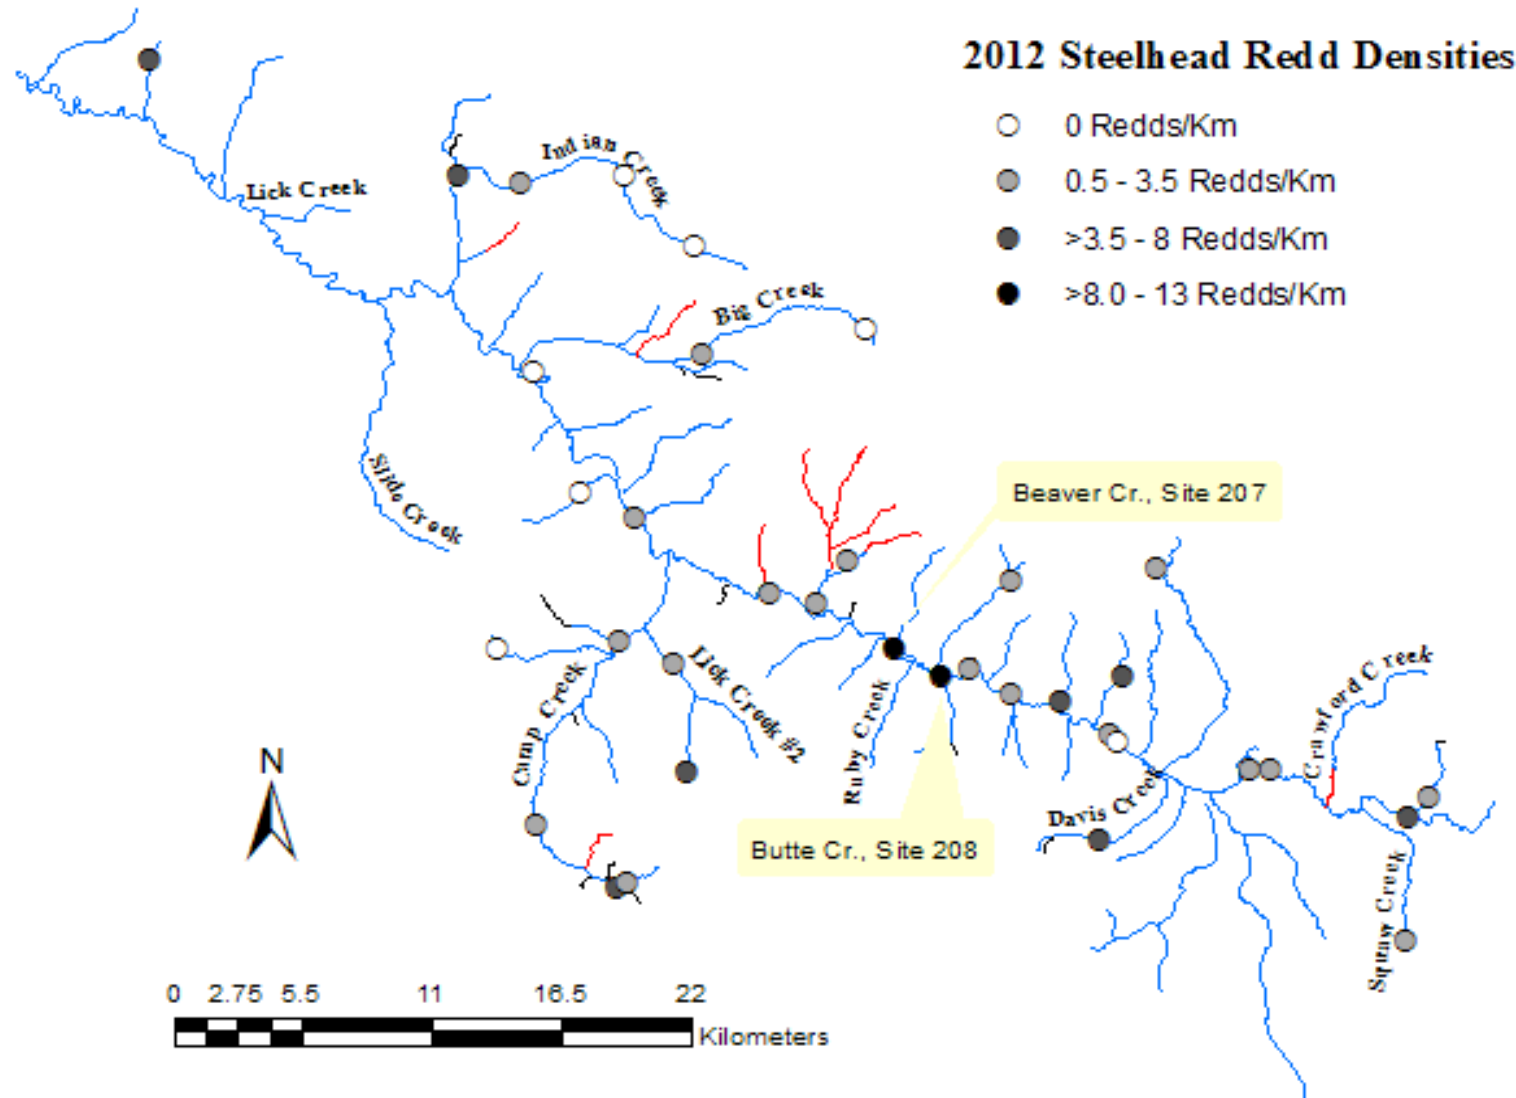 2012 Steelhead Redd Densities
0 Redds/Km
0.5 - 3.5 Redds/Km
>3.5 - 8 Redds/Km
>8.0 - 13 Redds/Km
Indian Creek
Lick Creek
Big Creek
Slide Creek
Beaver Cr., Site 207
Lick Creek #2
Camp Creek
Ruby Creek
Crawford Creek
Davis Creek
Butte Cr., Site 208
Squaw Creek
N
0 2.75 5.5 11 16.5 22
Kilometers